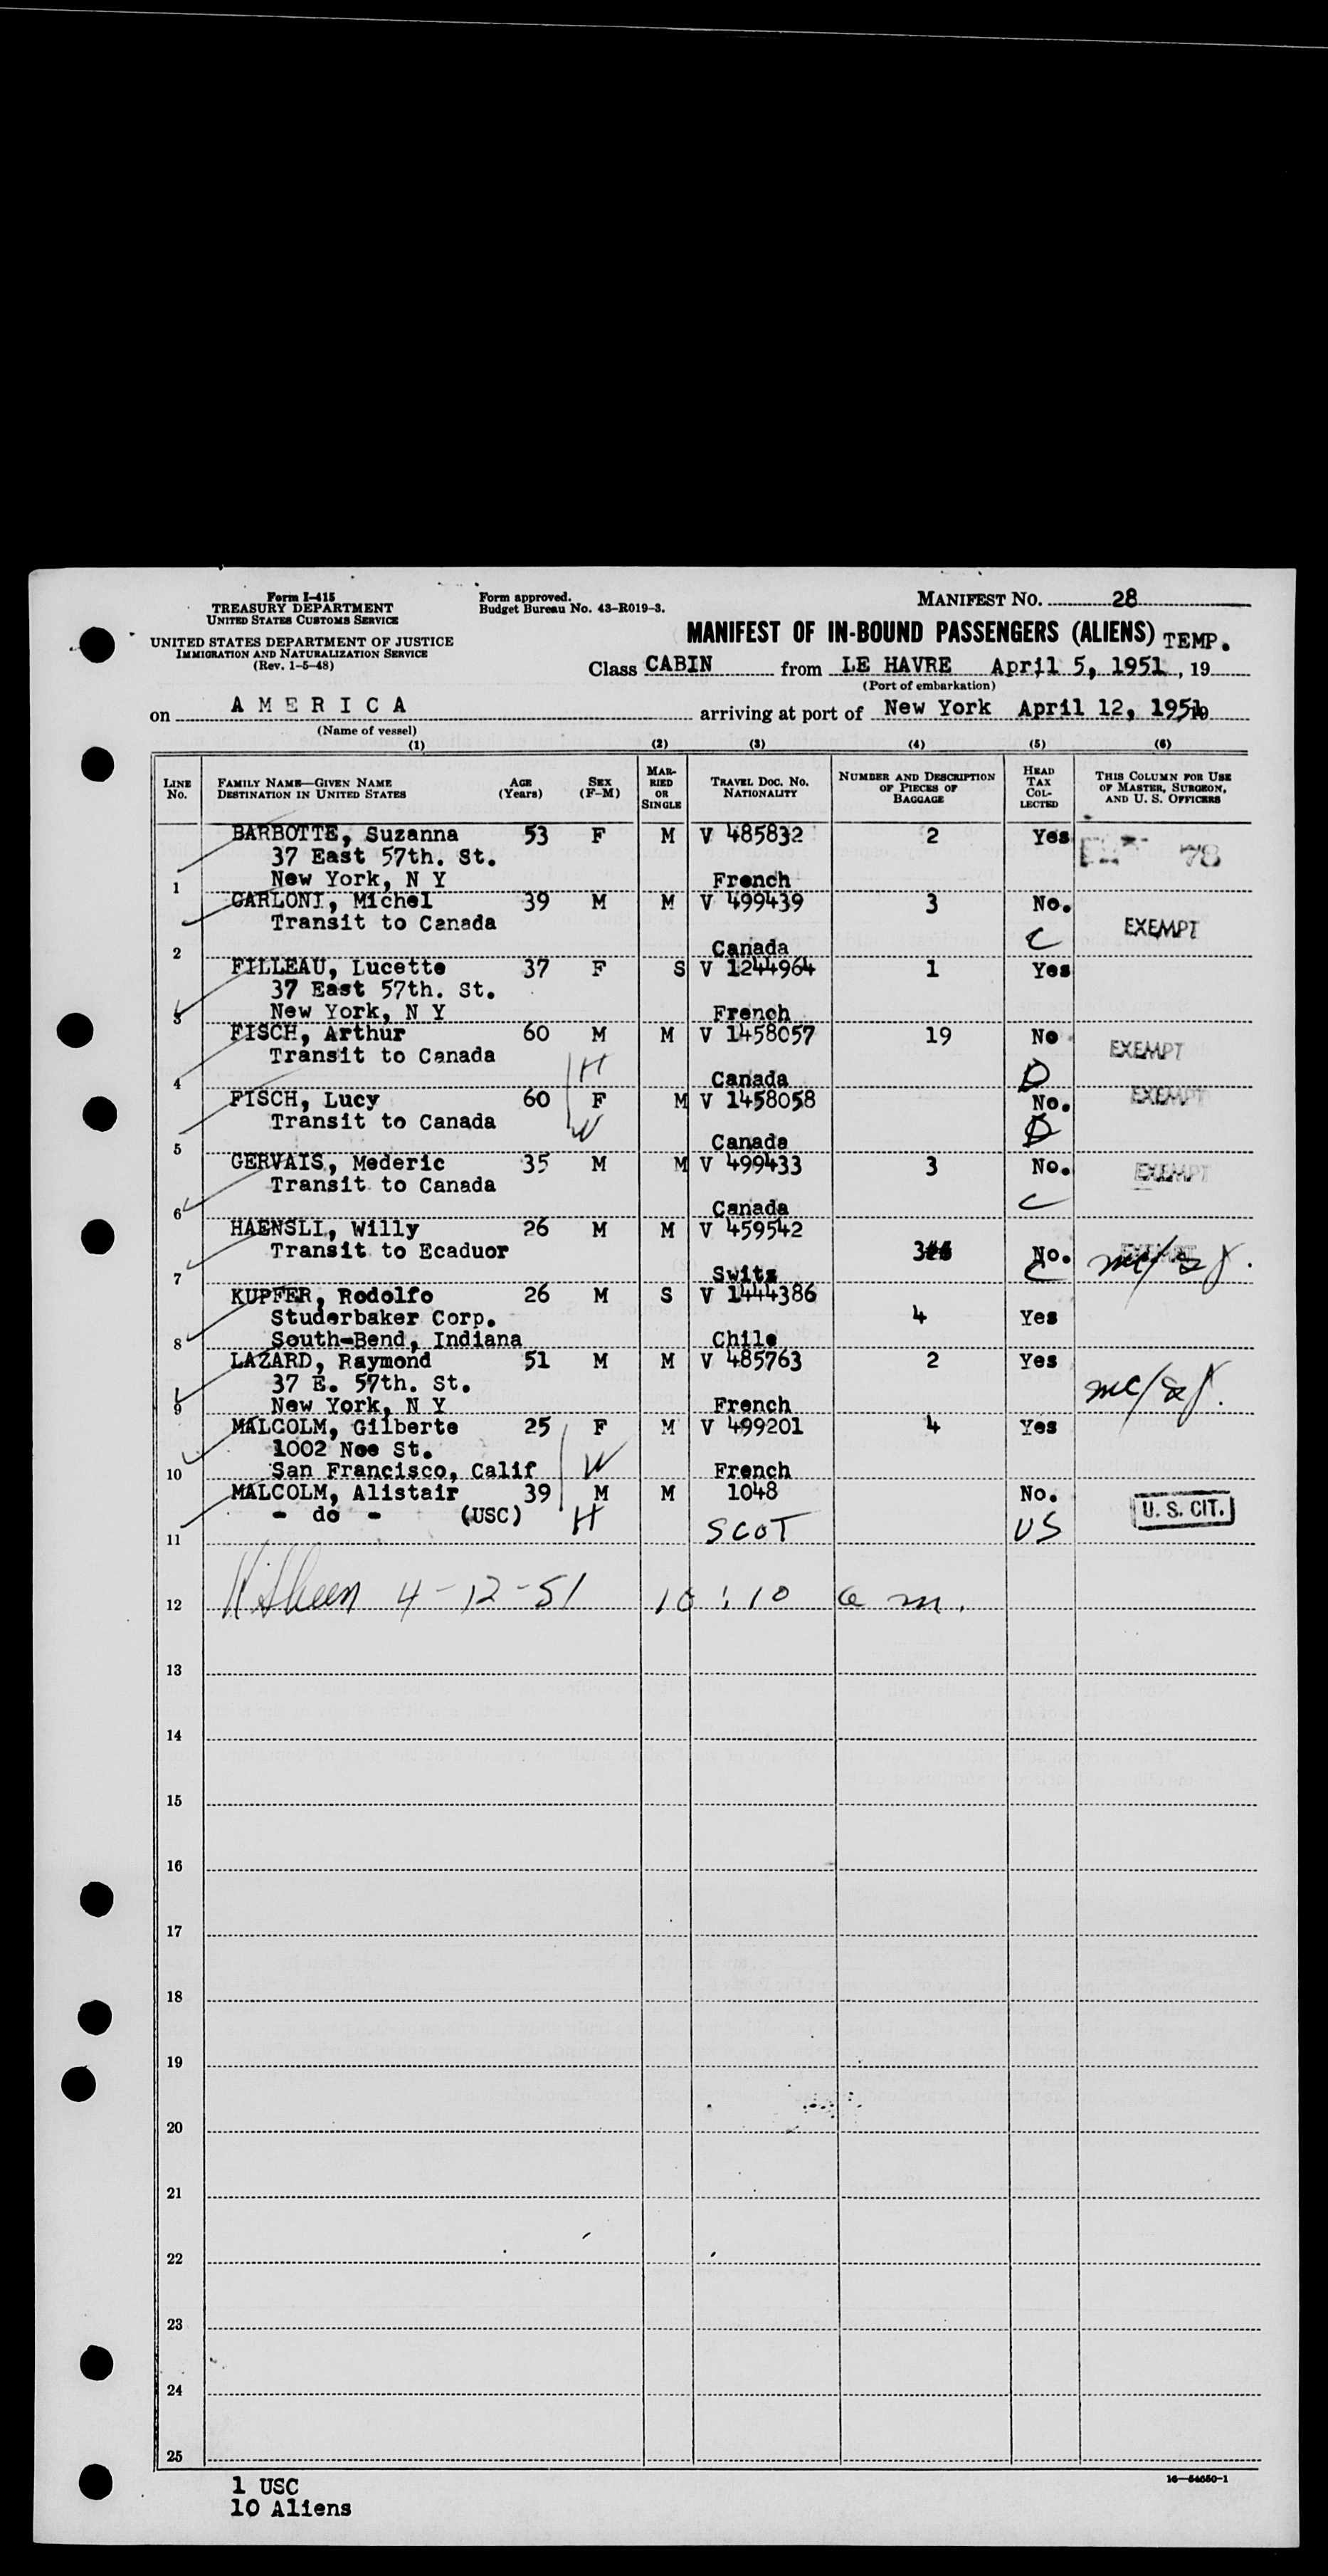 Form I-415
TREASURY DEPARTMENT
UNITED STATES CUSTOMS SERVICE
UNITED STATES DEPARTMENT OF JUSTICE
IMMIGRATION AND NATURALIZATION SERVICE
(Rev. 1-5-48)
Form approved.
Budget Bureau No. 43-R019-3.
MANIFEST NO. 28
MANIFEST OF IN-BOUND PASSENGERS (ALIENS) TEMP.
Class CABIN from LE HAVRE April 5, 1951, 19
(Port of embarkation)
on AMERICA arriving at port of New York April 12, 1951
(Name of vessel)
(1) (2) (3) (4) (5) (6)
LINE No. FAMILY NAME—GIVEN NAME DESTINATION IN UNITED STATES AGE (Years) SEX (F-M) MARRIED OR SINGLE TRAVEL DOC. NO. NATIONALITY NUMBER AND DESCRIPTION OF PIECES OF BAGGAGE HEAD TAX COLLECTED THIS COLUMN FOR USE OF MASTER, SURGEON, AND U. S. OFFICERS
BARBOTTE, Suzanna 53 F M V 485832 2 Yes 78
37 East 57th. St.
1 New York, N Y French
GARLONI, Michel 39 M M V 499439 3 No.
Transit to Canada C EXEMPT
2 Canada
FILLEAU, Lucette 37 F S V 1244964 1 Yes
37 East 57th. St.
3 New York, N Y French
FISCH, Arthur 60 M M V 1458057 19 No
Transit to Canada H EXEMPT
4 Canada D
FISCH, Lucy 60 F M V 1458058 No. EXEMPT
Transit to Canada W D
5 Canada
GERVAIS, Mederic 35 M M V 499433 3 No. EXEMPT
Transit to Canada
6 Canada C
HAENSLI, Willy 26 M M V 459542
Transit to Ecaduor 3 No.
7 Switz C
KUPFER, Rodolfo 26 M S V 1444386
Studerbaker Corp. 4 Yes
8 South-Bend, Indiana Chile
LAZARD, Raymond 51 M M V 485763 2 Yes
37 E. 57th. St.
9 New York, N Y French
MALCOLM, Gilberte 25 F M V 499201 4 Yes
1002 Noe St.
10 San Francisco, Calif W French
MALCOLM, Alistair 39 M M 1048 No.
- do - (USC) H SCOT US U. S. CIT.
11
12 4-12-51 10:10 a m.
13
14
15
16
17
18
19
20
21
22
23
24
25
1 USC
10 Aliens
16—54650-1